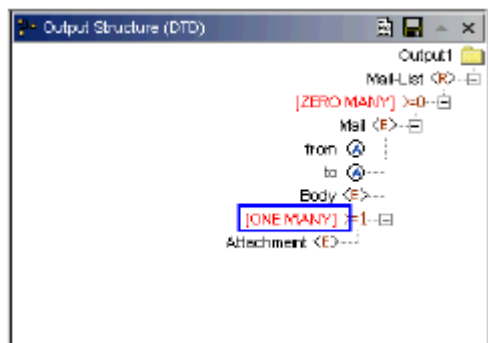 Output Structure (DTD)
Output1
Mail-List <R>
[ZERO MANY] >=0
Mail <E>
from A
to A
Body <E>
[ONE MANY] >=1
Attachment <E>